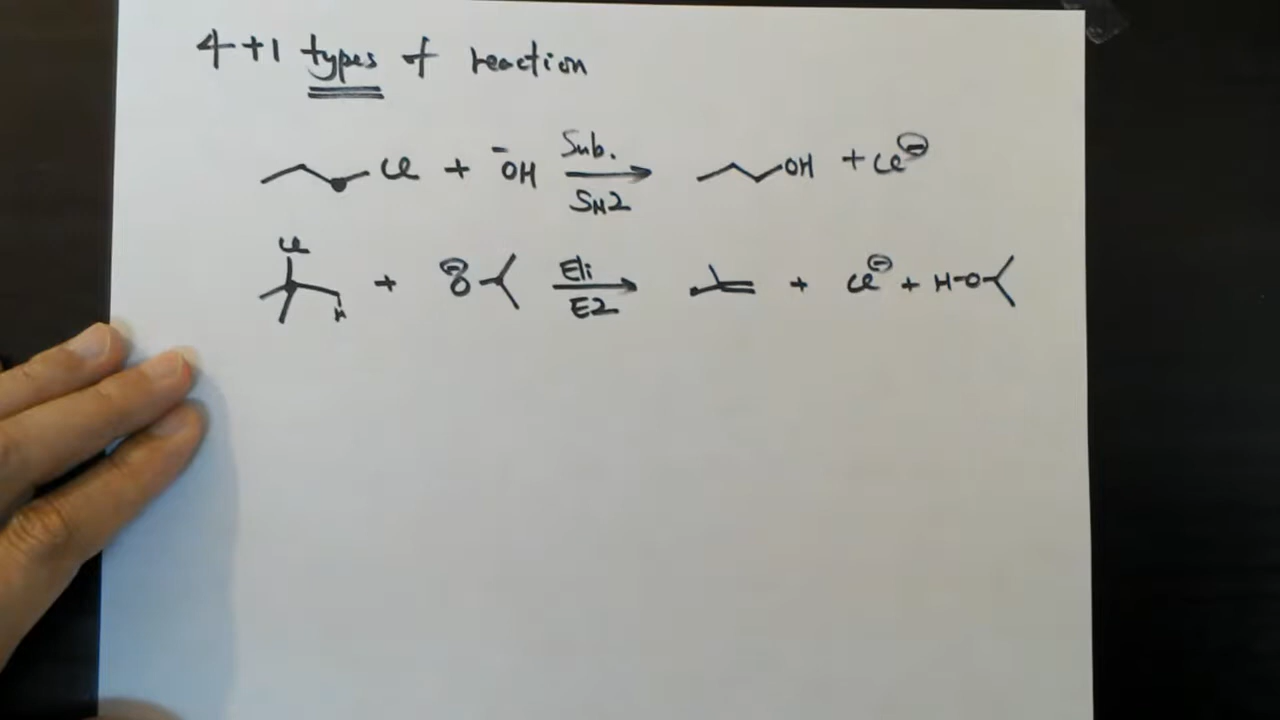 4+1 types of reaction
Cl + ⁻OH Sub. SN2 OH + Cl⊖
Cl H + ⊖O Eli E2 + Cl⊖ + H-O